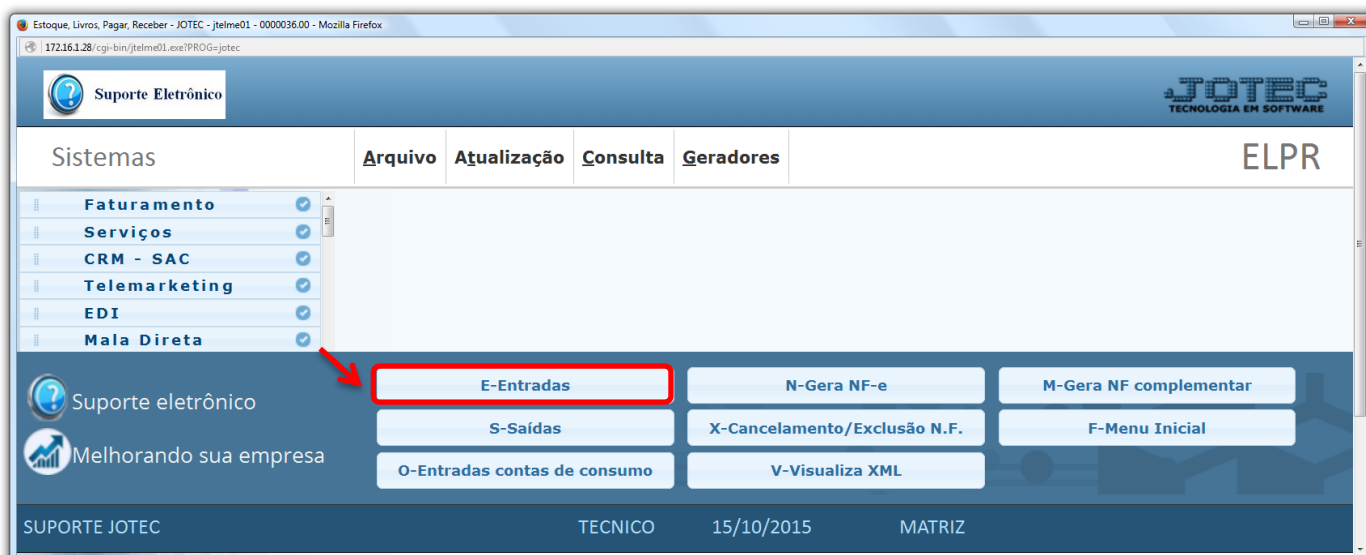 Estoque, Livros, Pagar, Receber - JOTEC - jtelme01 - 0000036.00 - Mozilla Firefox
172.16.1.28/cgi-bin/jtelme01.exe?PROG=jotec
Suporte Eletrônico
JOTEC
TECNOLOGIA EM SOFTWARE
Sistemas
Arquivo Atualização Consulta Geradores
ELPR
Faturamento
Serviços
CRM - SAC
Telemarketing
EDI
Mala Direta
Suporte eletrônico
Melhorando sua empresa
E-Entradas N-Gera NF-e M-Gera NF complementar
S-Saídas X-Cancelamento/Exclusão N.F. F-Menu Inicial
O-Entradas contas de consumo V-Visualiza XML
SUPORTE JOTEC TECNICO 15/10/2015 MATRIZ